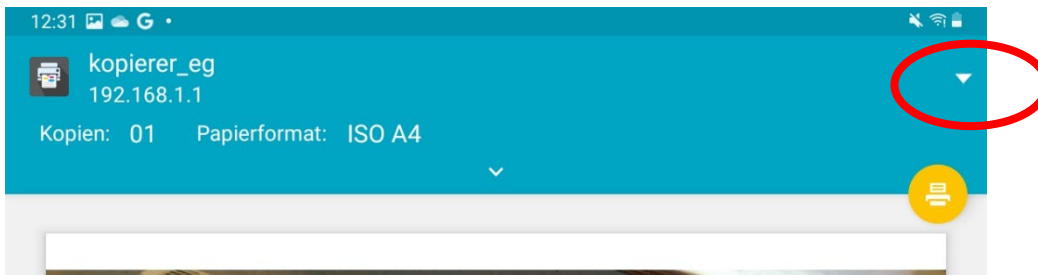 12:31 G
kopierer_eg
192.168.1.1
Kopien: 01 Papierformat: ISO A4